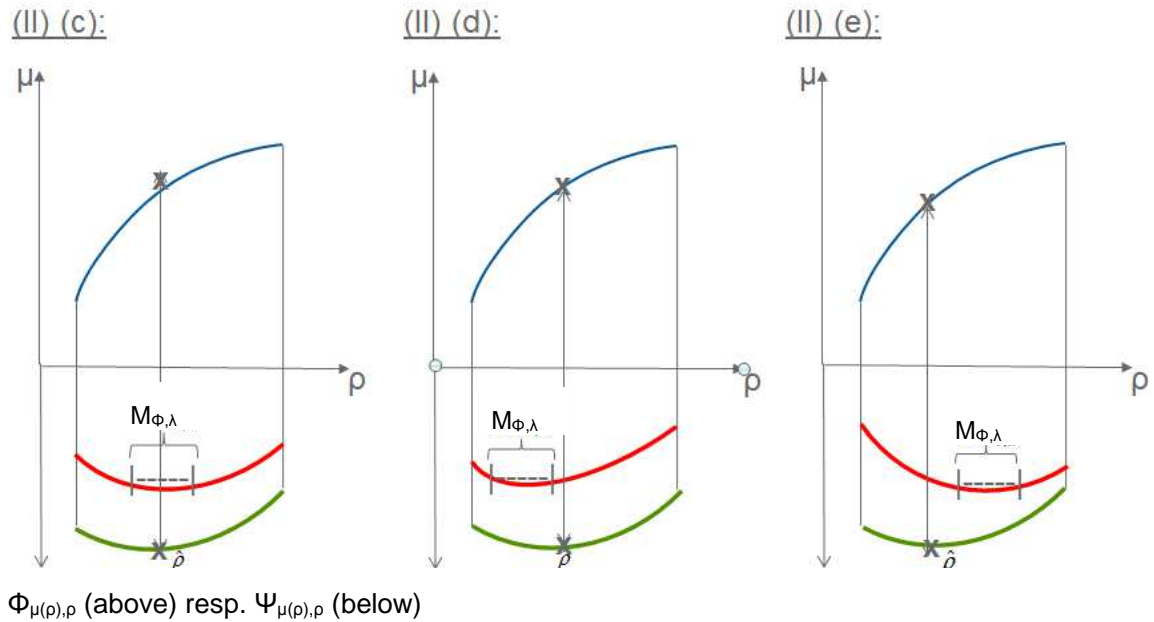 (II) (c):
(II) (d):
(II) (e):
μ
μ
μ
x
x
x
ρ
ρ
ρ
MΦ,λ
MΦ,λ
MΦ,λ
x
x
x
ρ̂
ρ̂
ρ̂
Φμ(ρ),ρ (above) resp. Ψμ(ρ),ρ (below)